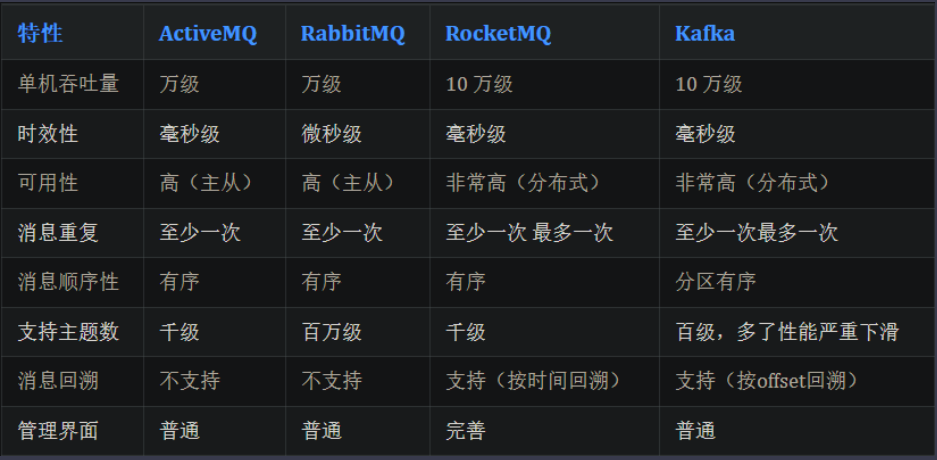 特性 ActiveMQ RabbitMQ RocketMQ Kafka
单机吞吐量 万级 万级 10 万级 10 万级
时效性 毫秒级 微秒级 毫秒级 毫秒级
可用性 高（主从） 高（主从） 非常高（分布式） 非常高（分布式）
消息重复 至少一次 至少一次 至少一次 最多一次 至少一次最多一次
消息顺序性 有序 有序 有序 分区有序
支持主题数 千级 百万级 千级 百级，多了性能严重下滑
消息回溯 不支持 不支持 支持（按时间回溯） 支持（按offset回溯）
管理界面 普通 普通 完善 普通